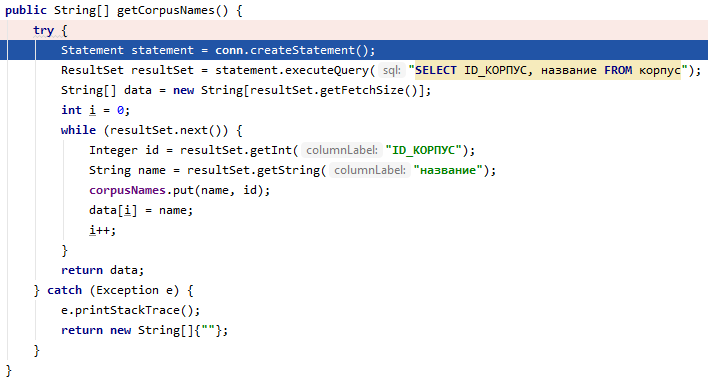 public String[] getCorpusNames() {
try {
Statement statement = conn.createStatement();
ResultSet resultSet = statement.executeQuery( sql: "SELECT ID_КОРПУС, название FROM корпус");
String[] data = new String[resultSet.getFetchSize()];
int i = 0;
while (resultSet.next()) {
Integer id = resultSet.getInt( columnLabel: "ID_КОРПУС");
String name = resultSet.getString( columnLabel: "название");
corpusNames.put(name, id);
data[i] = name;
i++;
}
return data;
} catch (Exception e) {
e.printStackTrace();
return new String[]{""};
}
}